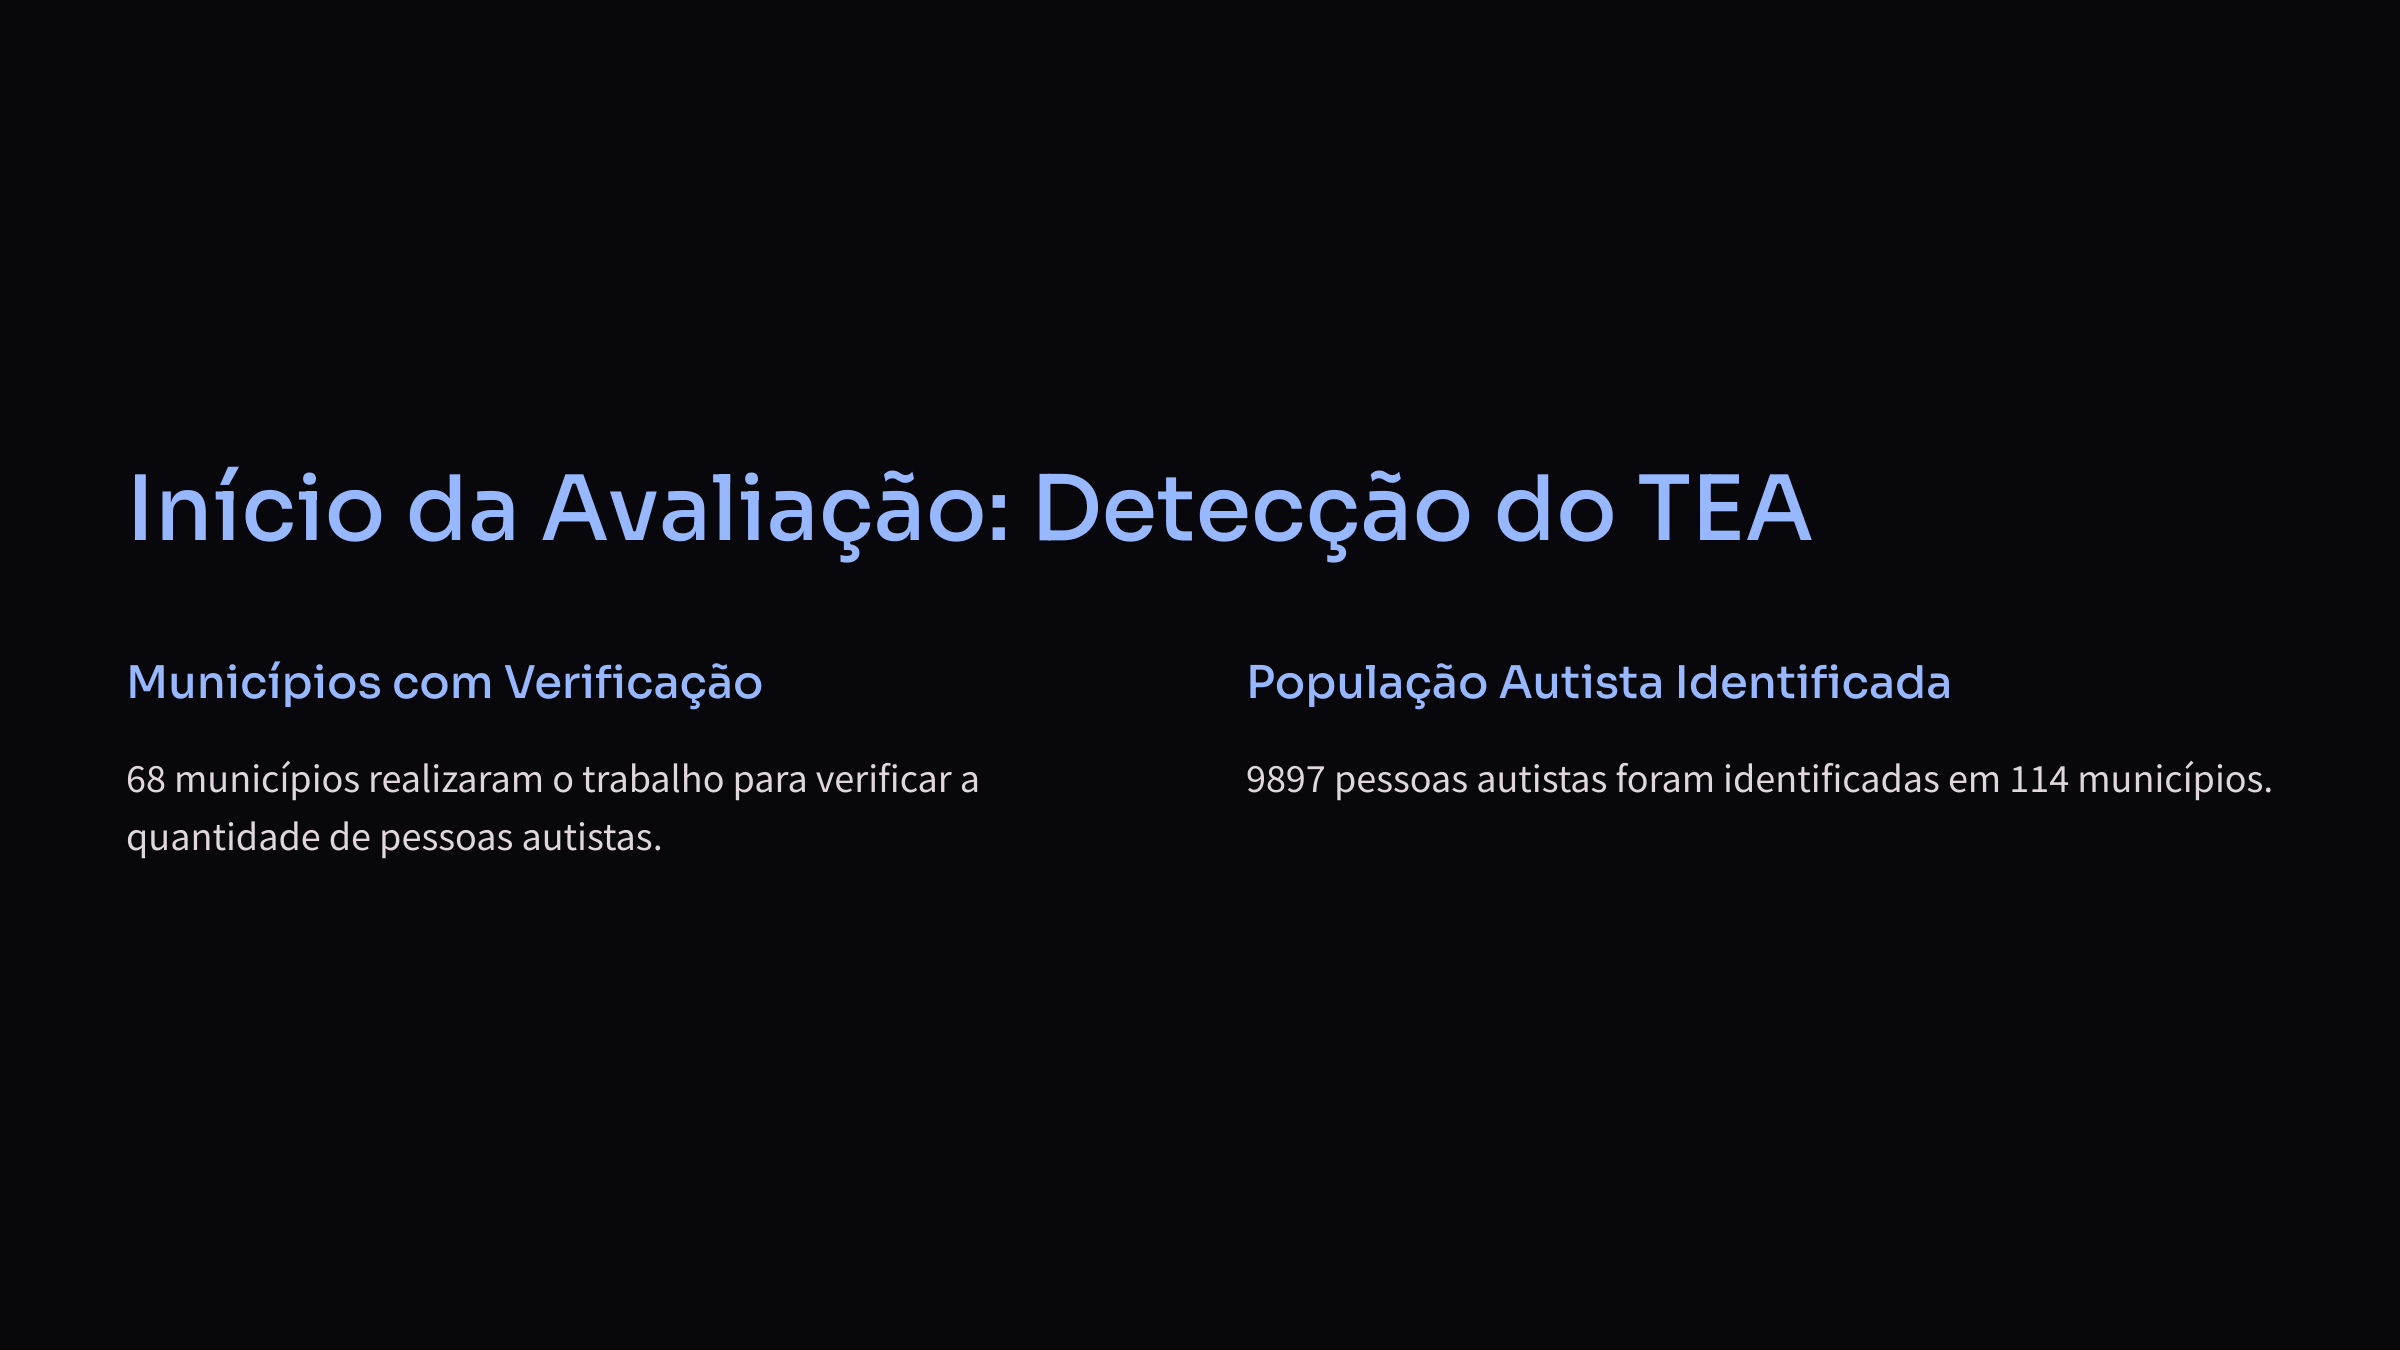 Início da Avaliação: Detecção do TEA
Municípios com Verificação
68 municípios realizaram o trabalho para verificar a
quantidade de pessoas autistas.
População Autista Identificada
9897 pessoas autistas foram identificadas em 114 municípios.